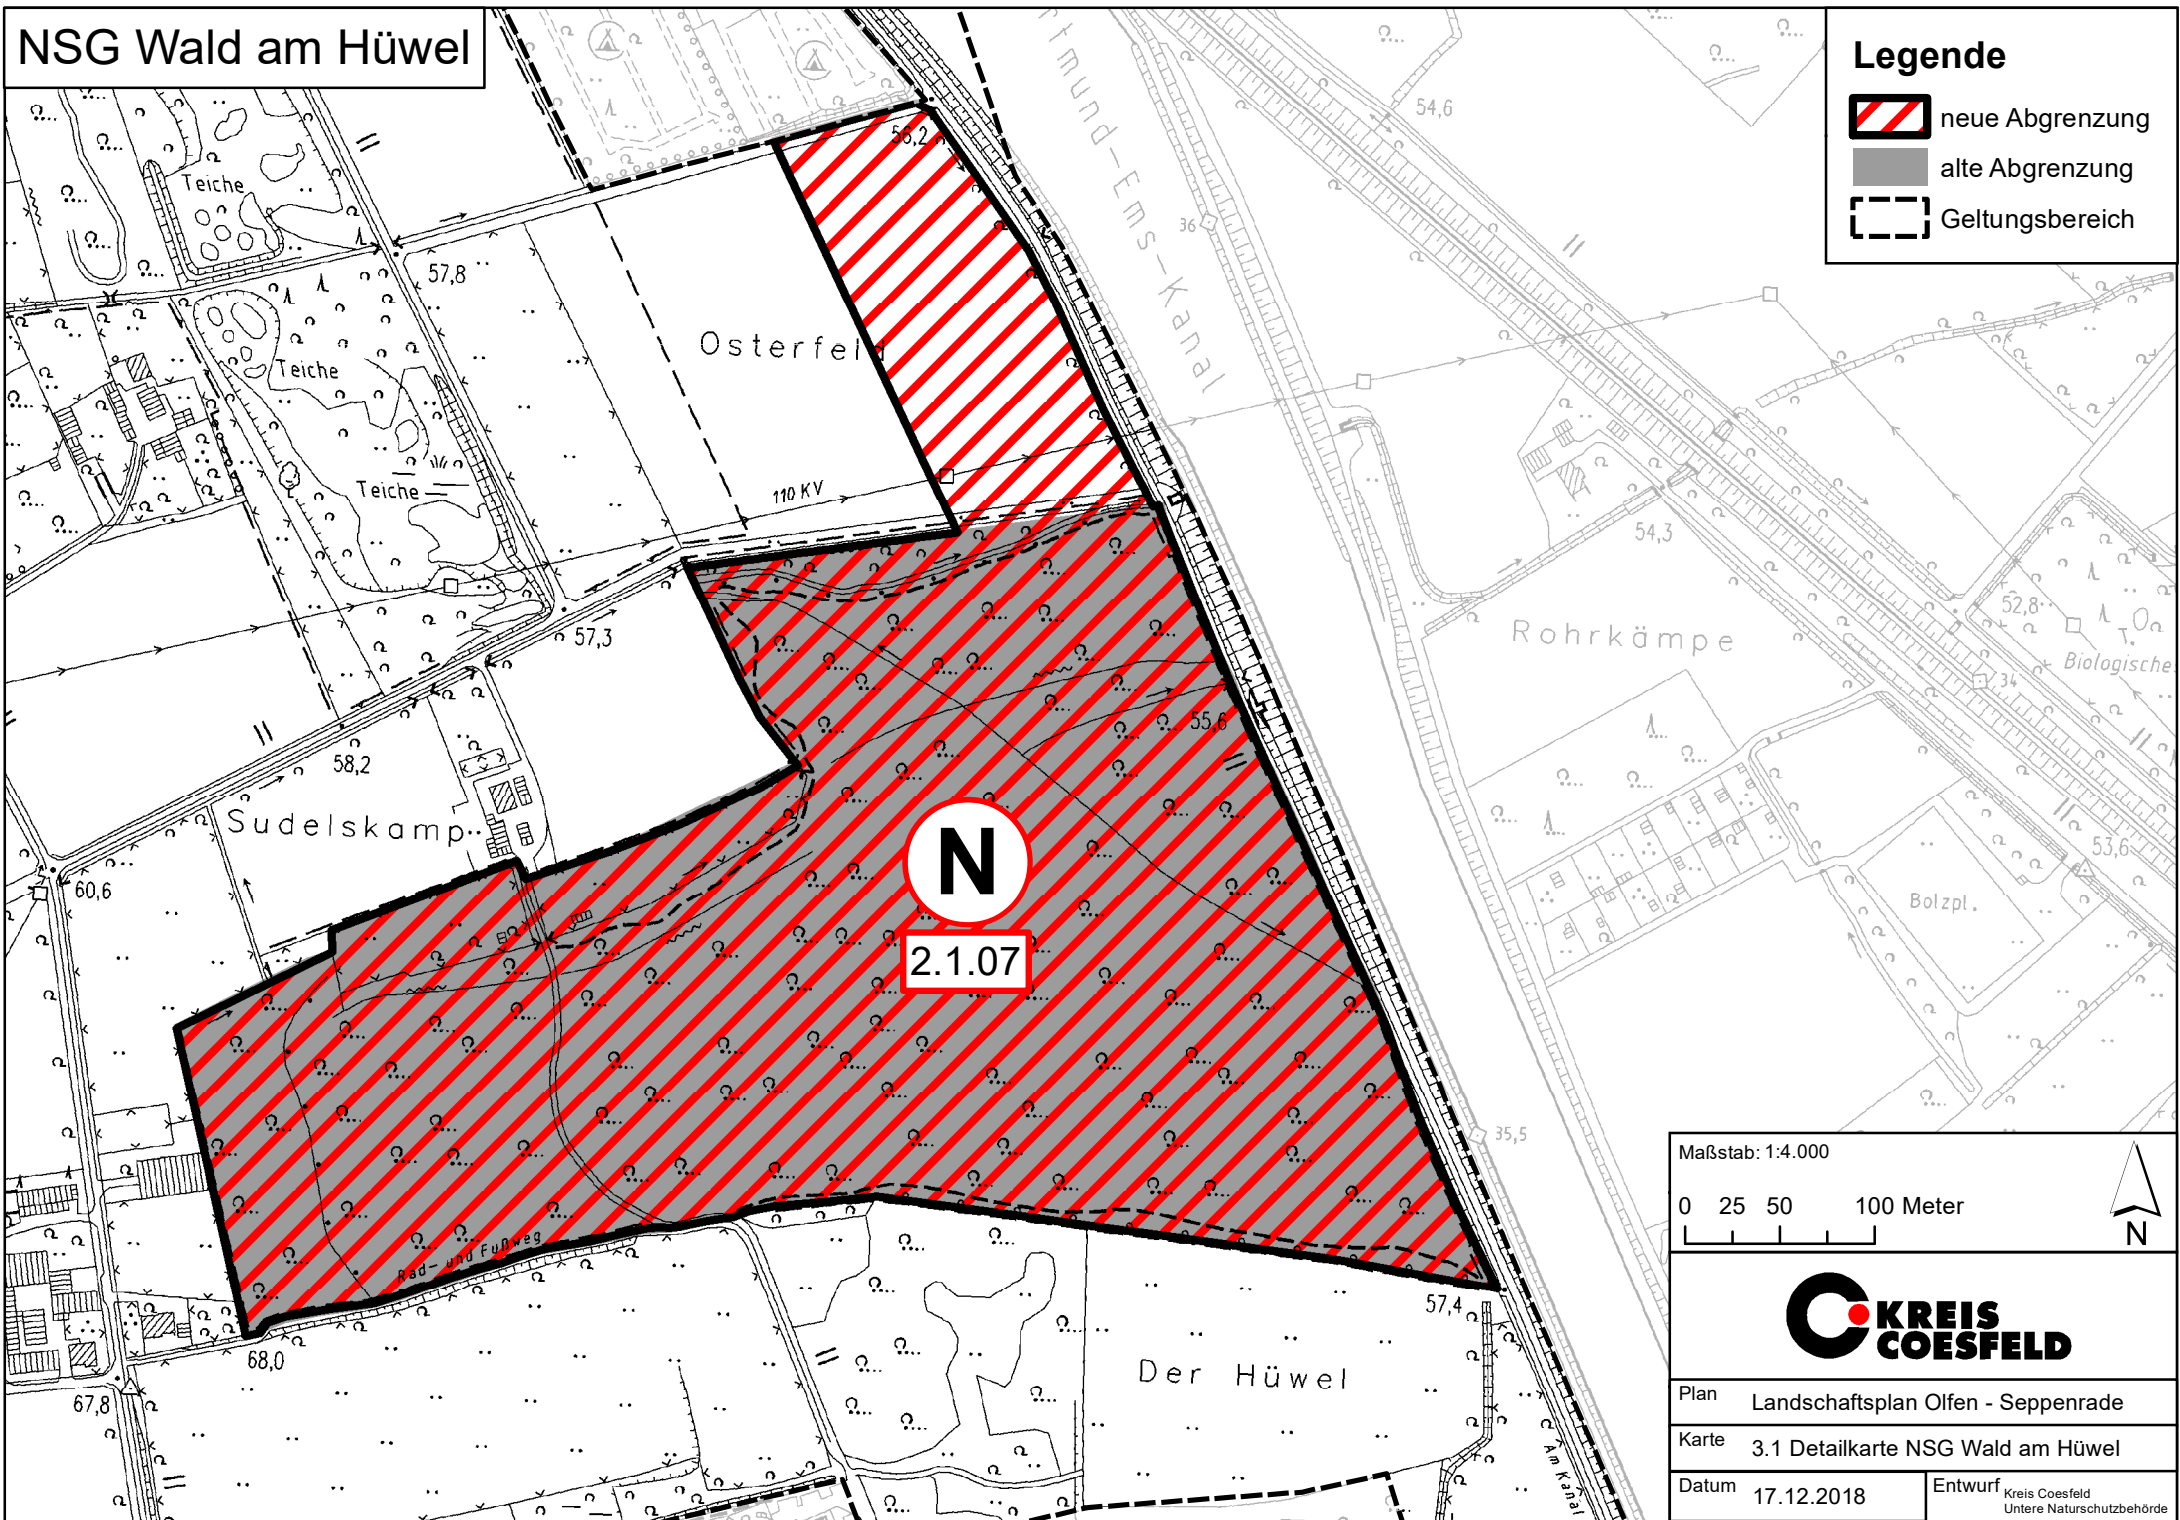 NSG Wald am Hüwel
Legende
neue Abgrenzung
alte Abgrenzung
Geltungsbereich
56,2
54,6
Teiche
36
57,8
rtmund-Ems-Kanal
Osterfeld
Teiche
Teiche
110 KV
54,3
52,8
57,3
Rohrkämpe
Biologische
34
55,6
58,2
Sudelskamp
53,6
60,6
N
Bolzpl.
2.1.07
35,5
Rad- und Fußweg
57,4
68,0
Der Hüwel
67,8
Am Kanal
Maßstab: 1:4.000
0 25 50 100 Meter
N
KREIS
COESFELD
Plan Landschaftsplan Olfen - Seppenrade
Karte 3.1 Detailkarte NSG Wald am Hüwel
Datum 17.12.2018
Entwurf Kreis Coesfeld
Untere Naturschutzbehörde